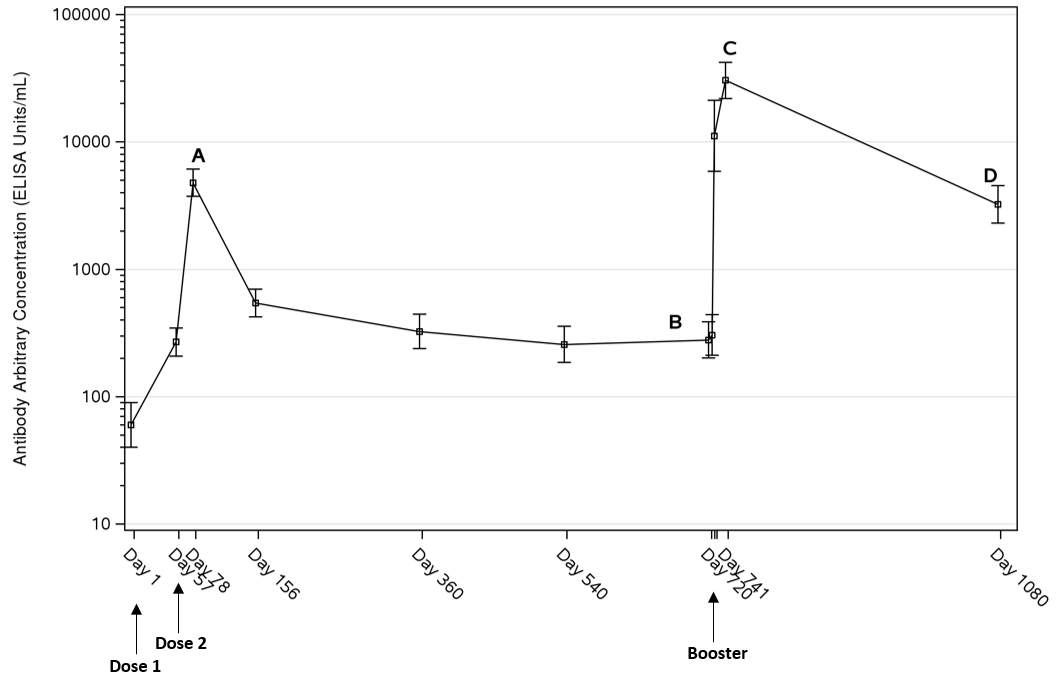 Antibody Arbitrary Concentration (ELISA Units/mL)
100000
10000
1000
100
10
A
B
C
D
Day 1
Day 57
Day 78
Day 156
Day 360
Day 540
Day 720
Day 741
Day 1080
Dose 1
Dose 2
Booster